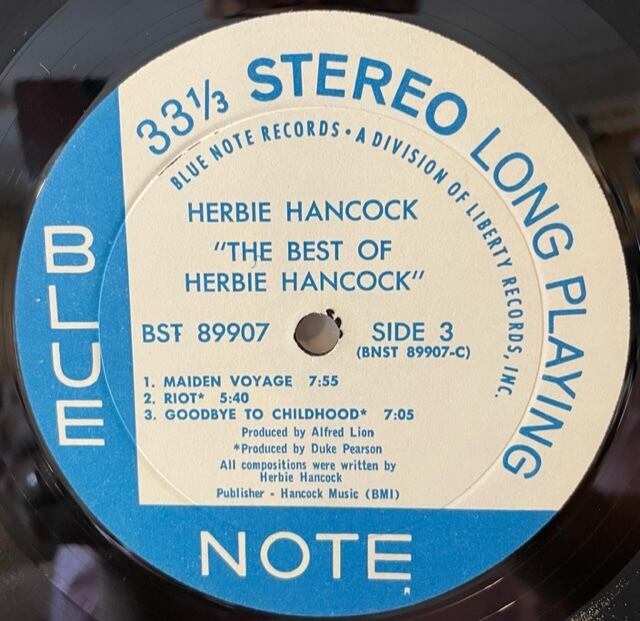 33⅓ STEREO LONG PLAYING
BLUE NOTE RECORDS • A DIVISION OF LIBERTY RECORDS, INC.
HERBIE HANCOCK
"THE BEST OF
HERBIE HANCOCK"
BST 89907
SIDE 3
(BNST 89907-C)
1. MAIDEN VOYAGE 7:55
2. RIOT* 5:40
3. GOODBYE TO CHILDHOOD* 7:05
Produced by Alfred Lion
*Produced by Duke Pearson
All compositions were written by
Herbie Hancock
Publisher - Hancock Music (BMI)
BLUE
NOTE